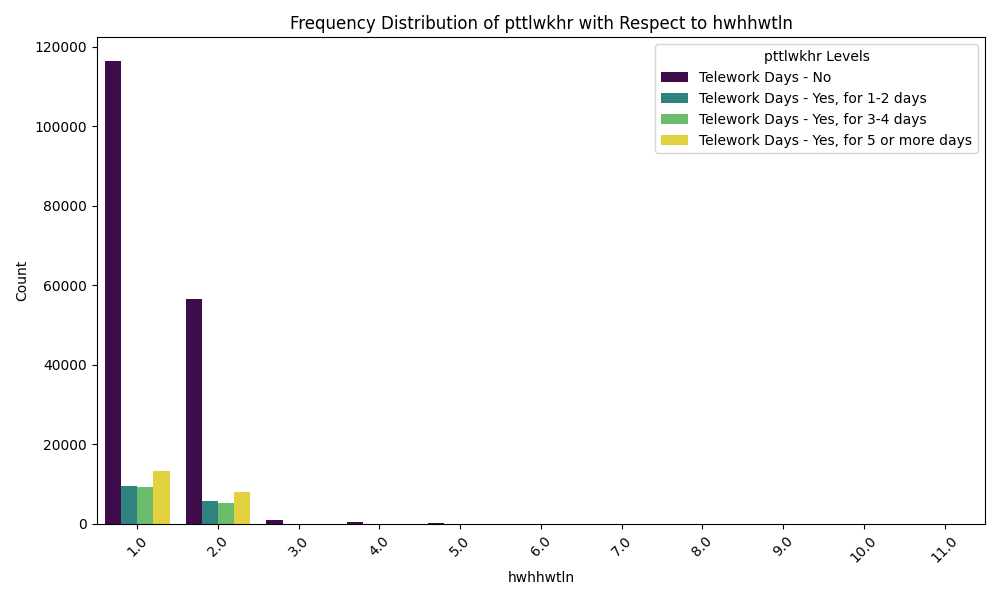 Frequency Distribution of pttlwkhr with Respect to hwhhwtln
pttlwkhr Levels
Telework Days - No
Telework Days - Yes, for 1-2 days
Telework Days - Yes, for 3-4 days
Telework Days - Yes, for 5 or more days
Count
120000
100000
80000
60000
40000
20000
0
1.0
2.0
3.0
4.0
5.0
6.0
7.0
8.0
9.0
10.0
11.0
hwhhwtln